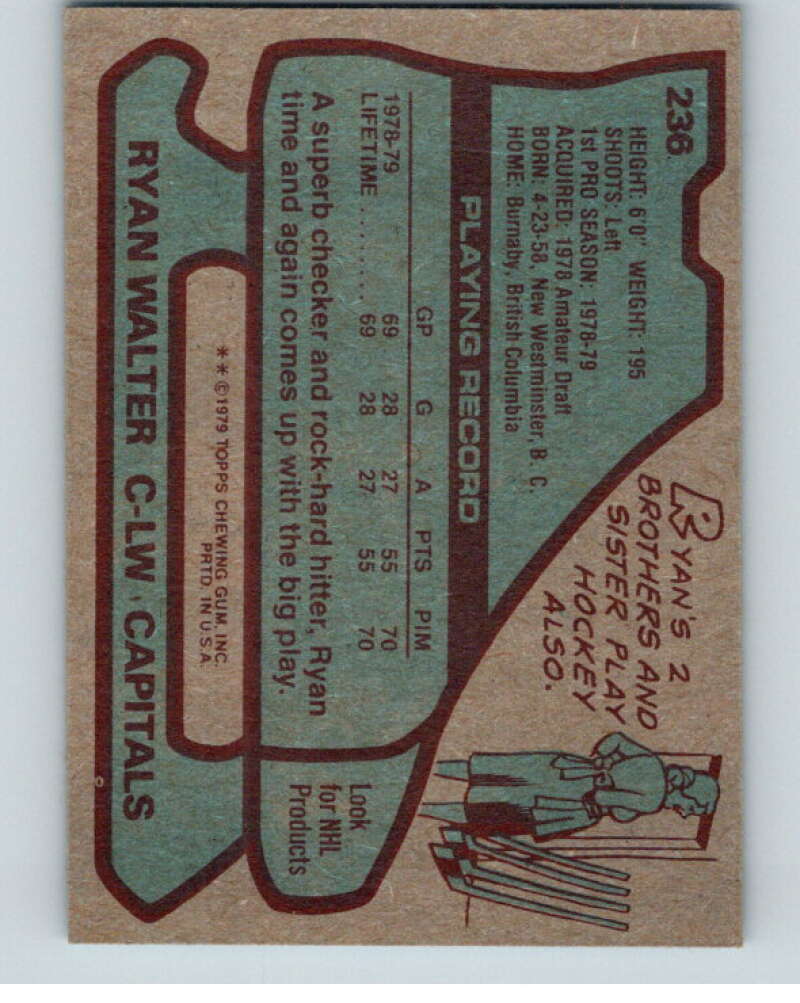 236
HEIGHT: 6'0" WEIGHT: 195
SHOOTS: Left
1st PRO SEASON: 1978-79
ACQUIRED: 1978 Amateur Draft
BORN: 4-23-58, New Westminster, B. C.
HOME: Burnaby, British Columbia
RYAN'S 2
BROTHERS AND
SISTER PLAY
HOCKEY
ALSO.
PLAYING RECORD
GP G A PTS PIM
1978-79 69 28 27 55 70
LIFETIME ........ 69 28 27 55 70
A superb checker and rock-hard hitter, Ryan
time and again comes up with the big play.
Look
for NHL
Products
**©1979 TOPPS CHEWING GUM, INC.
PRTD. IN U.S.A.
RYAN WALTER C-LW CAPITALS